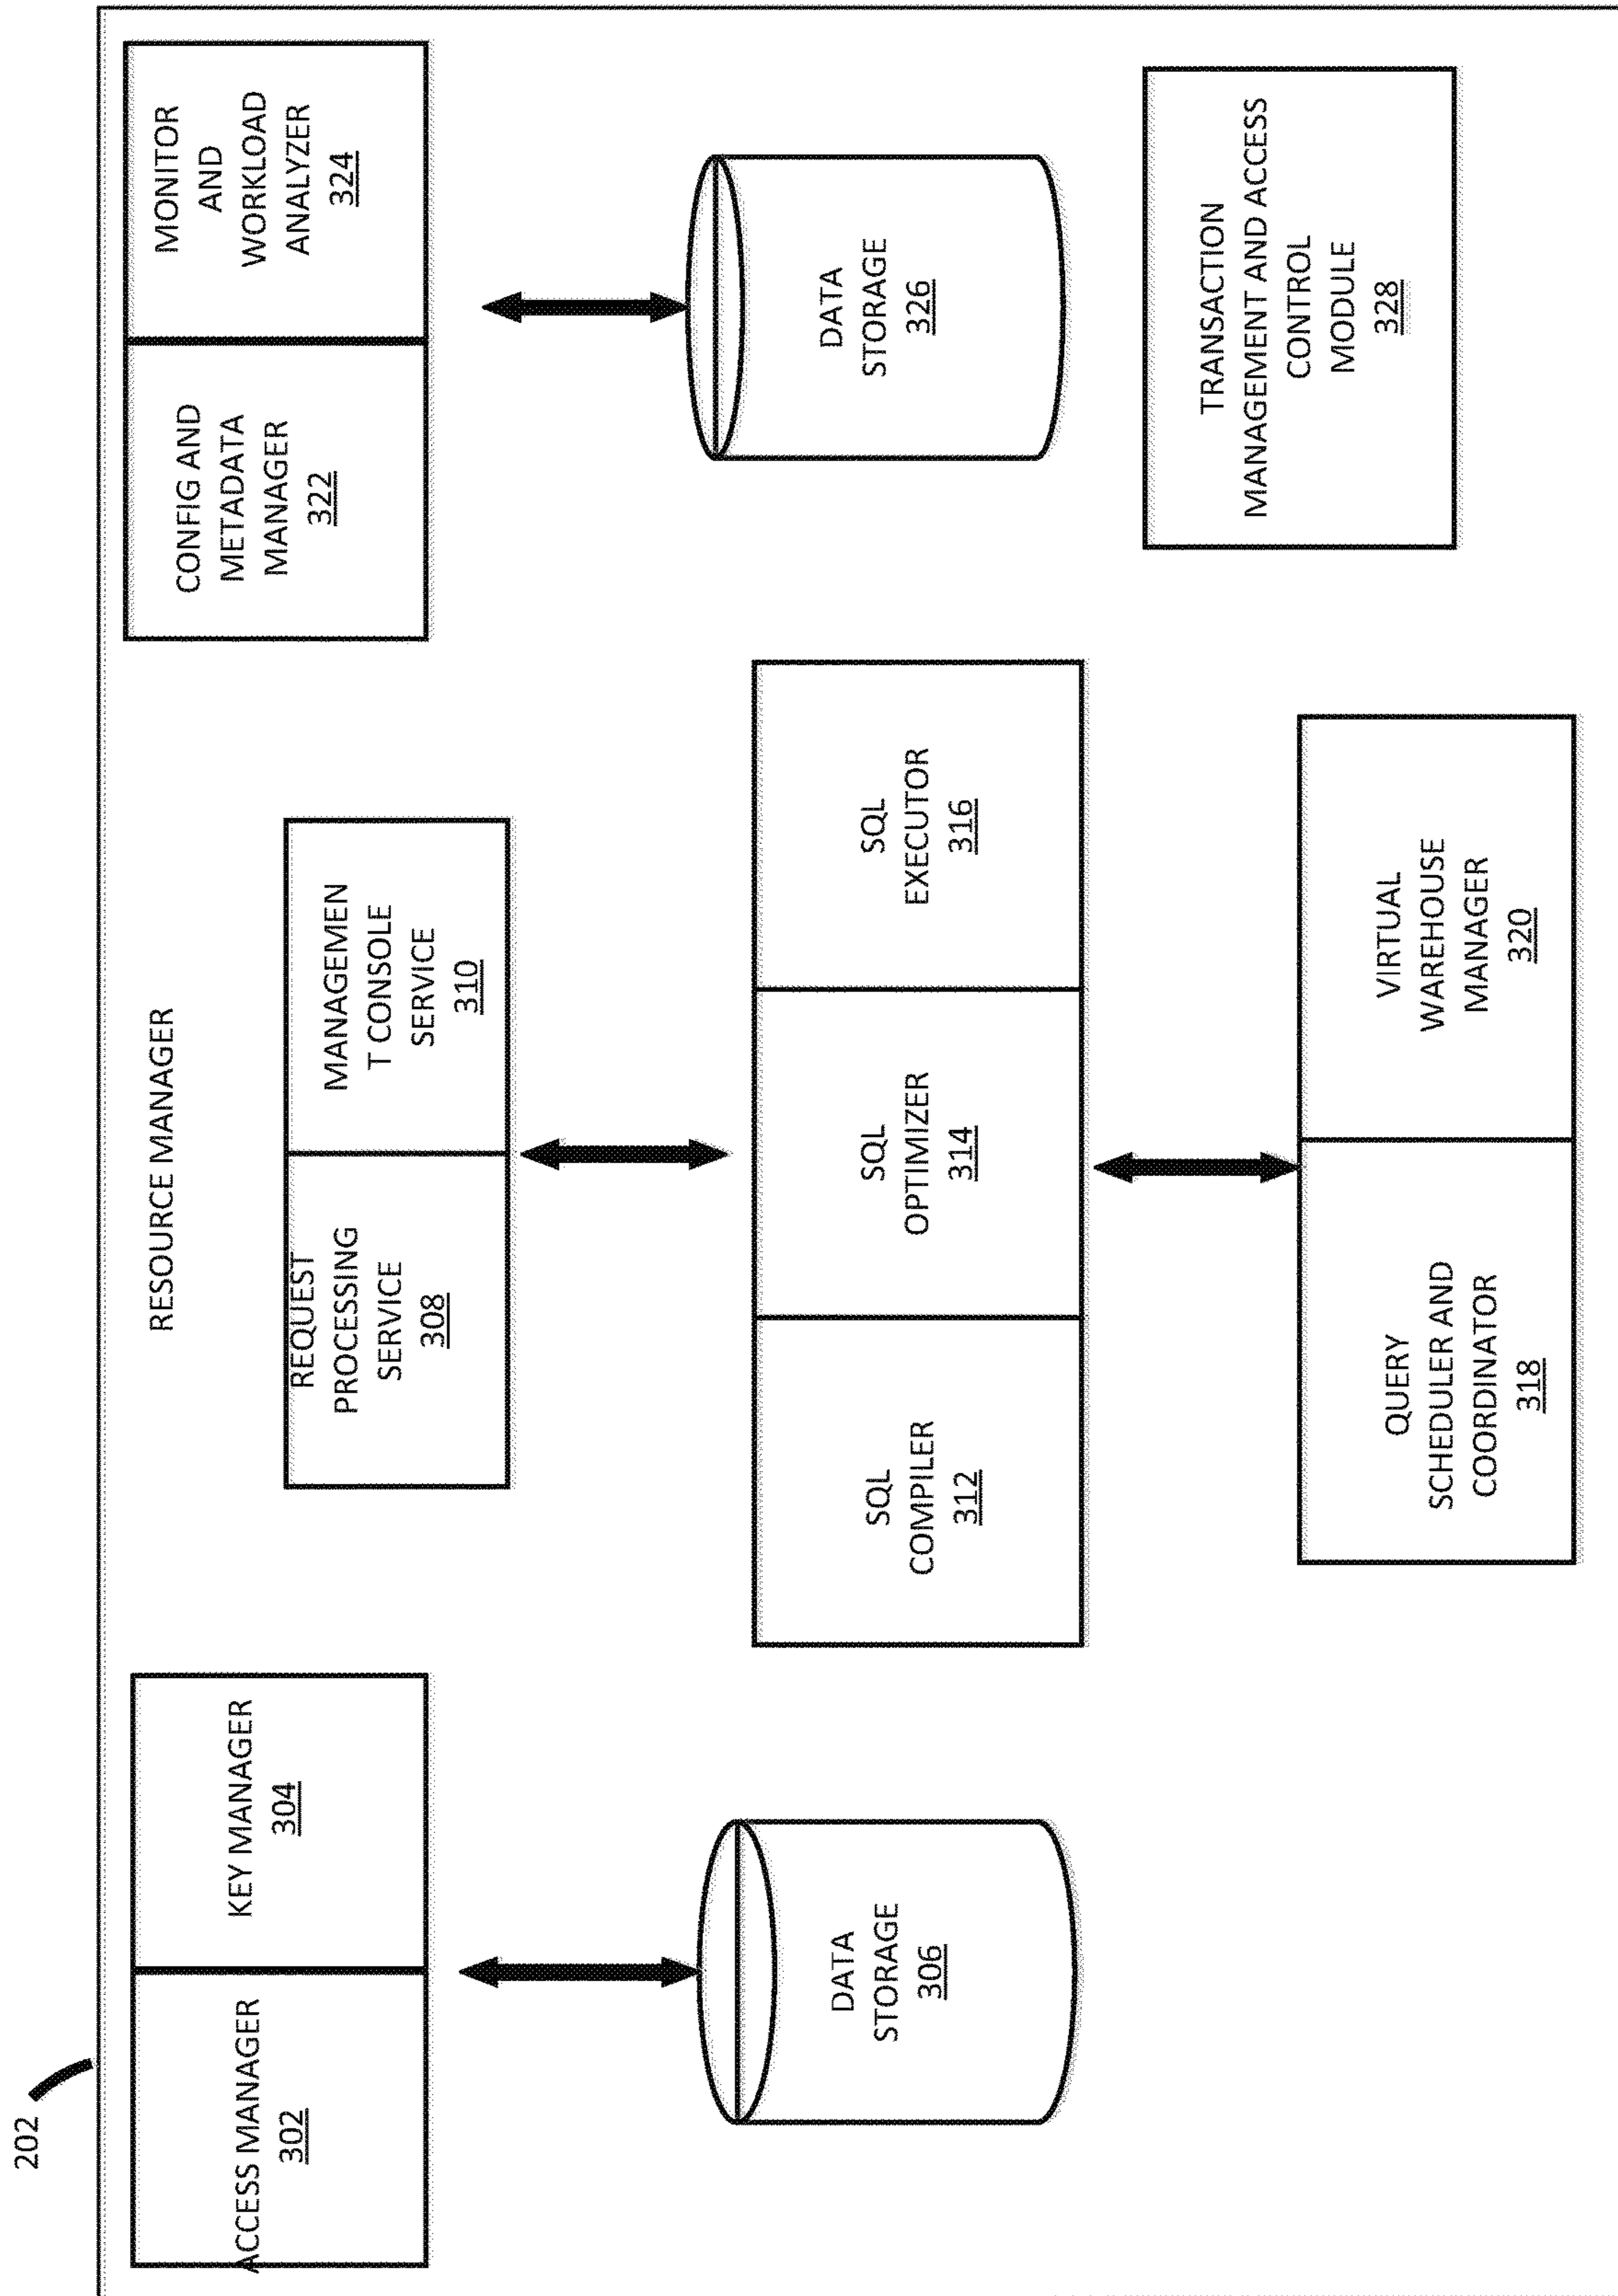 202
RESOURCE MANAGER
ACCESS MANAGER
302
KEY MANAGER
304
DATA
STORAGE
306
REQUEST
PROCESSING
SERVICE
308
MANAGEMEN
T CONSOLE
SERVICE
310
SQL
COMPILER
312
SQL
OPTIMIZER
314
SQL
EXECUTOR
316
QUERY
SCHEDULER AND
COORDINATOR
318
VIRTUAL
WAREHOUSE
MANAGER
320
CONFIG AND
METADATA
MANAGER
322
MONITOR
AND
WORKLOAD
ANALYZER
324
DATA
STORAGE
326
TRANSACTION
MANAGEMENT AND ACCESS
CONTROL
MODULE
328